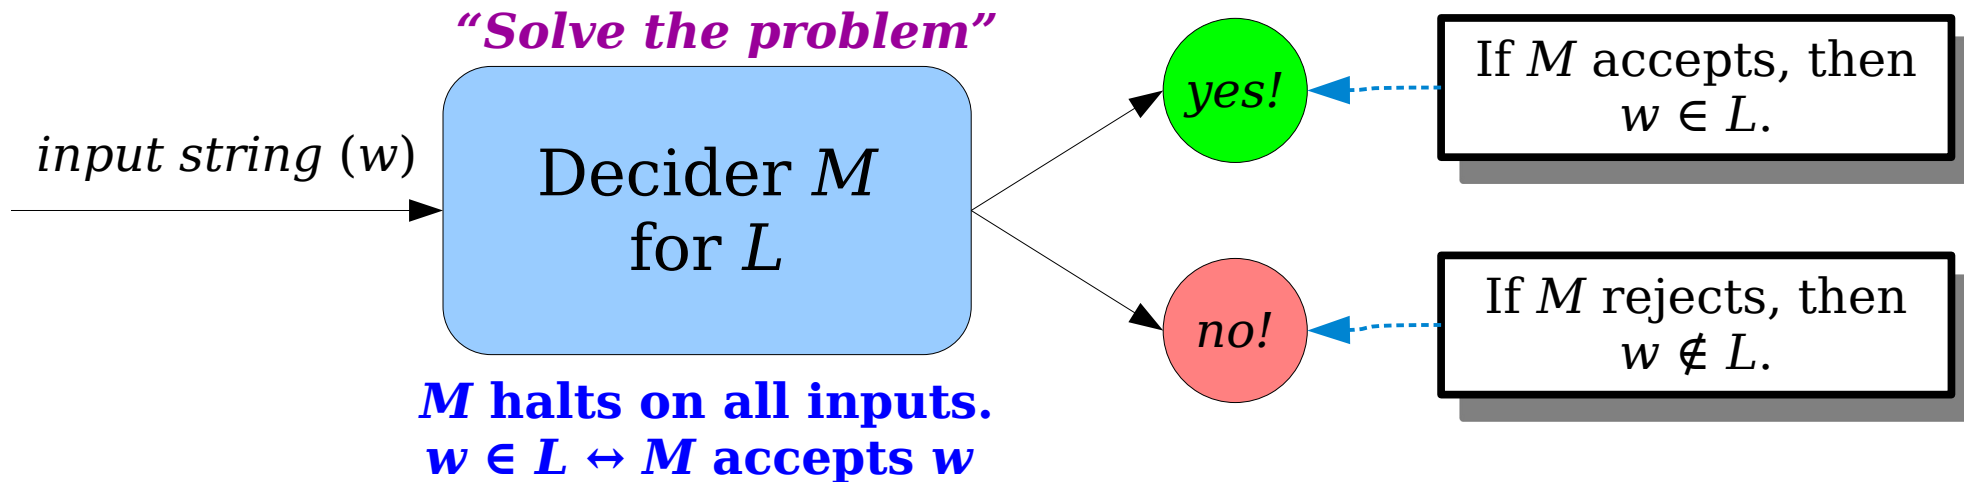 “Solve the problem”
input string (w)
Decider M
for L
M halts on all inputs.
w ∈ L ↔ M accepts w
yes!
If M accepts, then
w ∈ L.
no!
If M rejects, then
w ∉ L.